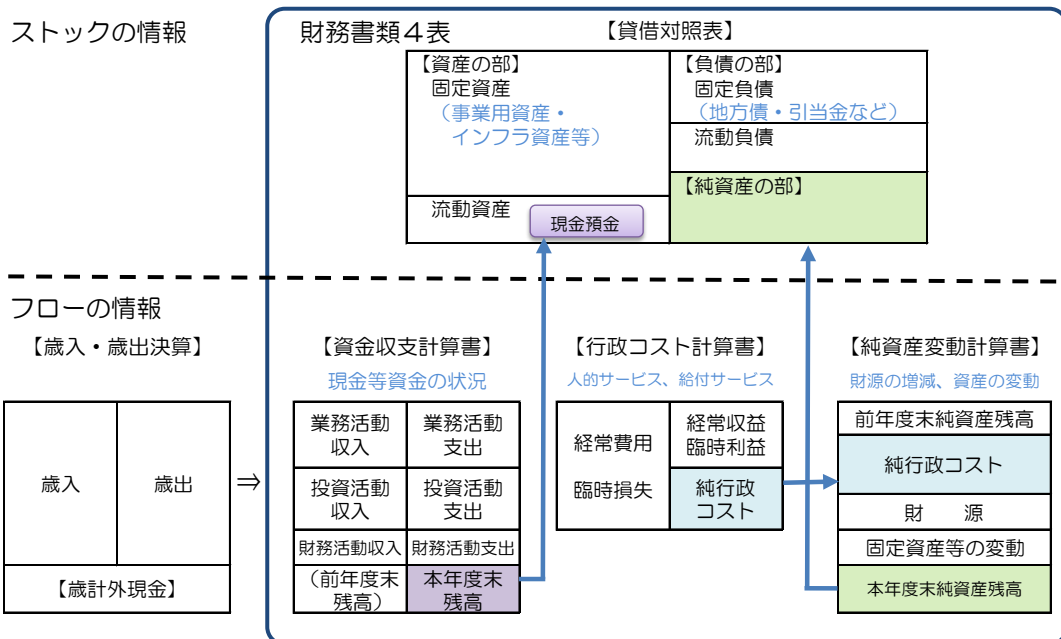 ストックの情報
財務書類4表
【貸借対照表】
【資産の部】
固定資産
（事業用資産・
インフラ資産等）
流動資産
現金預金
【負債の部】
固定負債
（地方債・引当金など）
流動負債
【純資産の部】
フローの情報
【歳入・歳出決算】
歳入
歳出
【歳計外現金】
⇒
【資金収支計算書】
現金等資金の状況
業務活動
収入
業務活動
支出
投資活動
収入
投資活動
支出
財務活動収入
財務活動支出
（前年度末
残高）
本年度末
残高
【行政コスト計算書】
人的サービス、給付サービス
経常費用
臨時損失
経常収益
臨時利益
純行政
コスト
【純資産変動計算書】
財源の増減、資産の変動
前年度末純資産残高
純行政コスト
財　源
固定資産等の変動
本年度末純資産残高